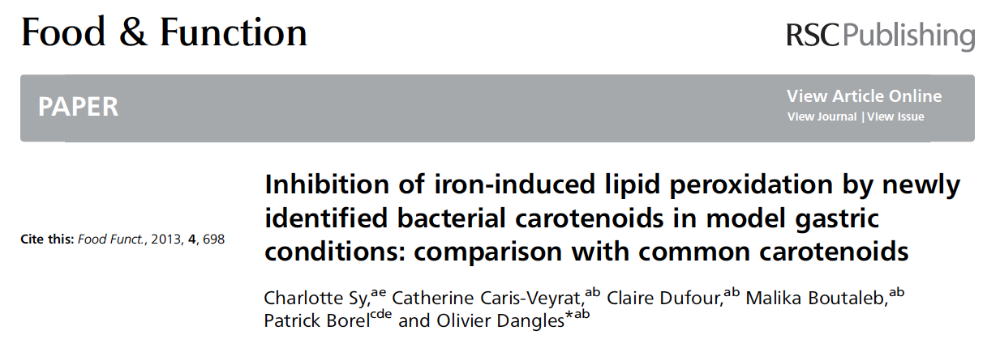 Food & Function
RSCPublishing
PAPER
View Article Online
View Journal | View Issue
Inhibition of iron-induced lipid peroxidation by newly
identified bacterial carotenoids in model gastric
conditions: comparison with common carotenoids
Cite this: Food Funct., 2013, 4, 698
Charlotte Sy,ae Catherine Caris-Veyrat,ab Claire Dufour,ab Malika Boutaleb,ab
Patrick Borelcde and Olivier Dangles*ab